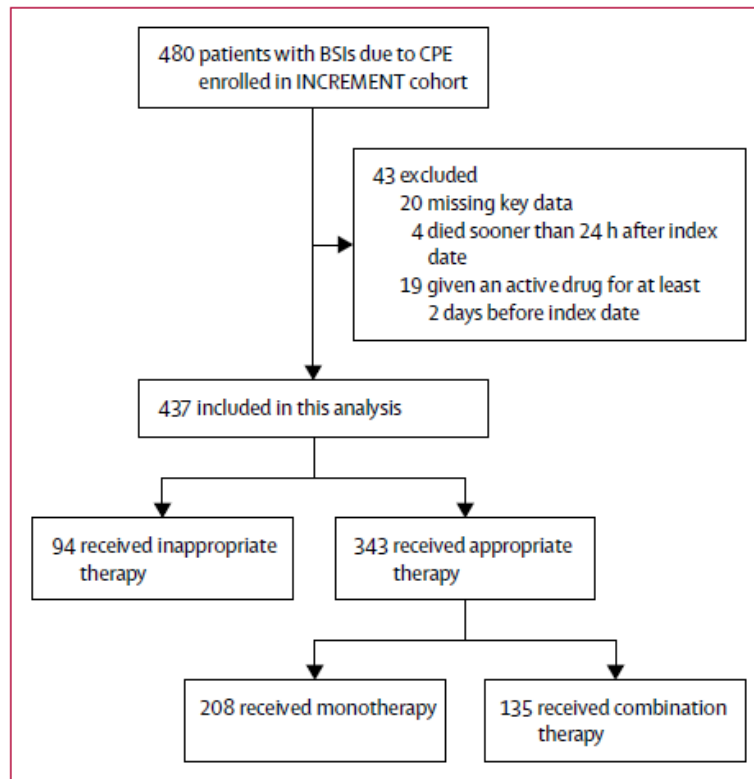 480 patients with BSIs due to CPE
enrolled in INCREMENT cohort
43 excluded
20 missing key data
4 died sooner than 24 h after index
date
19 given an active drug for at least
2 days before index date
437 included in this analysis
94 received inappropriate
therapy
343 received appropriate
therapy
208 received monotherapy
135 received combination
therapy